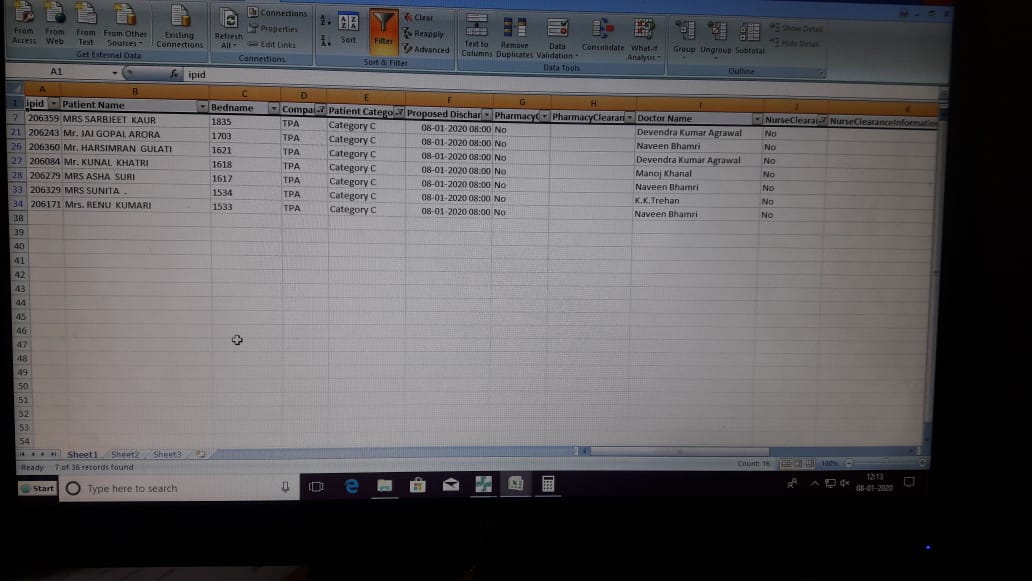 From Access
From Web
From Text
From Other Sources
Existing Connections
Get External Data
Refresh All
Connections
Properties
Edit Links
Connections
Sort
Filter
Clear
Reapply
Advanced
Sort & Filter
Text to Columns
Remove Duplicates
Data Validation
Consolidate
What-If Analysis
Data Tools
Group
Ungroup
Subtotal
Show Detail
Hide Detail
Outline
A1 fx ipid
A B C D E F G H I J K
1 ipid Patient Name Bedname Compa Patient Catego Proposed Dischar Pharmacy PharmacyClearan Doctor Name NurseClearai NurseClearanceInformation
7 206359 MRS SARBJEET KAUR 1835 TPA Category C 08-01-2020 08:00 No Devendra Kumar Agrawal No
21 206243 Mr. JAI GOPAL ARORA 1703 TPA Category C 08-01-2020 08:00 No Naveen Bhamri No
26 206360 Mr. HARSIMRAN GULATI 1621 TPA Category C 08-01-2020 08:00 No Devendra Kumar Agrawal No
27 206084 Mr. KUNAL KHATRI 1618 TPA Category C 08-01-2020 08:00 No Manoj Khanal No
28 206279 MRS ASHA SURI 1617 TPA Category C 08-01-2020 08:00 No Naveen Bhamri No
33 206329 MRS SUNITA . 1534 TPA Category C 08-01-2020 08:00 No K.K.Trehan No
34 206171 Mrs. RENU KUMARI 1533 TPA Category C 08-01-2020 08:00 No Naveen Bhamri No
38
39
40
41
42
43
44
45
46
47
48
49
50
51
52
53
54
Sheet1 Sheet2 Sheet3
Ready 7 of 36 records found Count: 16 100%
Start Type here to search 12:13
08-01-2020